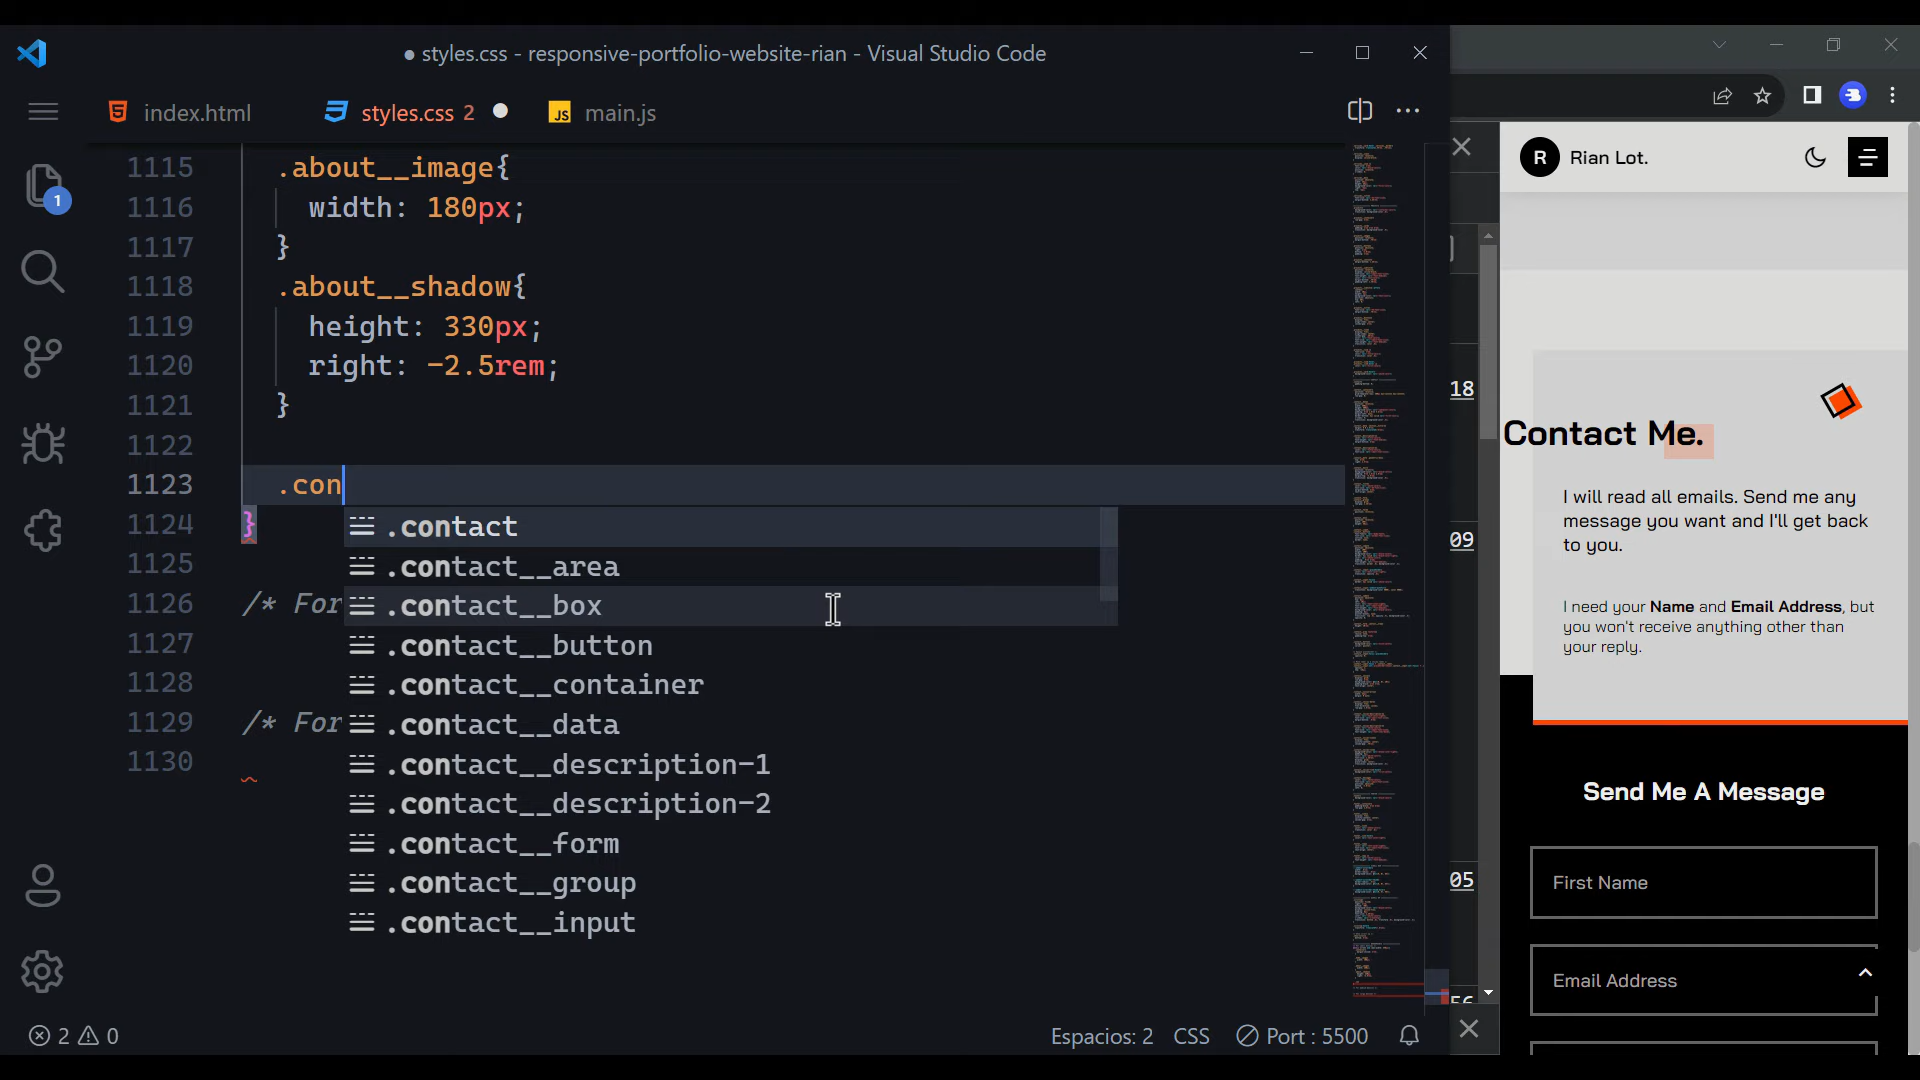 ● styles.css - responsive-portfolio-website-rian - Visual Studio Code
index.html
styles.css 2
JS main.js
1
1115 .about__image{
1116 width: 180px;
1117 }
1118 .about__shadow{
1119 height: 330px;
1120 right: -2.5rem;
1121 }
1122
1123 .con
1124 }
1125
1126 /* For
1127
1128
1129 /* For
1130
.contact
.contact__area
.contact__box
.contact__button
.contact__container
.contact__data
.contact__description-1
.contact__description-2
.contact__form
.contact__group
.contact__input
2 0
Espacios: 2 CSS Port : 5500
18
09
05
56
R Rian Lot.
Contact Me.
I will read all emails. Send me any
message you want and I'll get back
to you.
I need your Name and Email Address, but
you won't receive anything other than
your reply.
Send Me A Message
First Name
Email Address